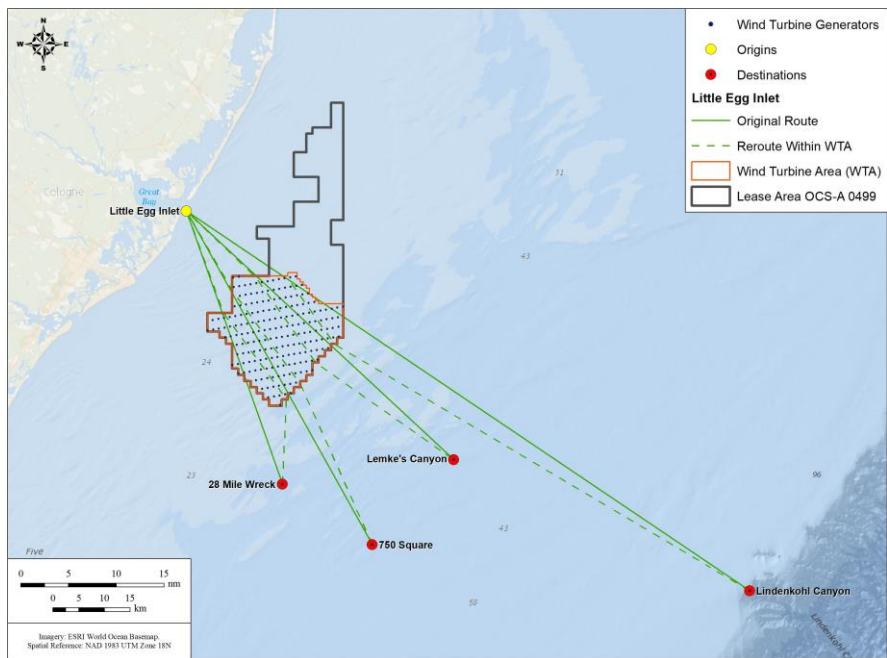 N
W E
S
Wind Turbine Generators
Origins
Destinations
Little Egg Inlet
Original Route
Reroute Within WTA
Wind Turbine Area (WTA)
Lease Area OCS-A 0499
Cologne
Great
Bay
Little Egg Inlet
51
43
24
23
Lemke's Canyon
28 Mile Wreck
96
43
750 Square
Five
Lindenkohl Canyon
0 5 10 15
nm
0 5 10 15
km
Imagery: ESRI World Ocean Basemap.
Spatial Reference: NAD 1983 UTM Zone 18N
Lindenkohl C